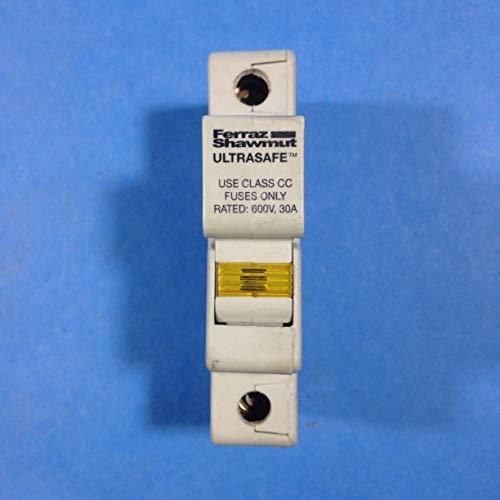 Ferraz
Shawmut
ULTRASAFE™
USE CLASS CC
FUSES ONLY
RATED: 600V, 30A